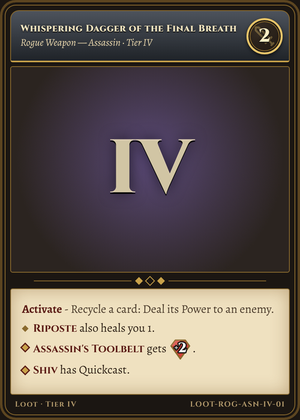 Whispering Dagger of the Final Breath
Rogue Weapon — Assassin · Tier IV
2
IV
Activate - Recycle a card: Deal its Power to an enemy.
Riposte also heals you 1.
Assassin's Toolbelt gets +2 .
Shiv has Quickcast.
Loot · Tier IV
LOOT-ROG-ASN-IV-01